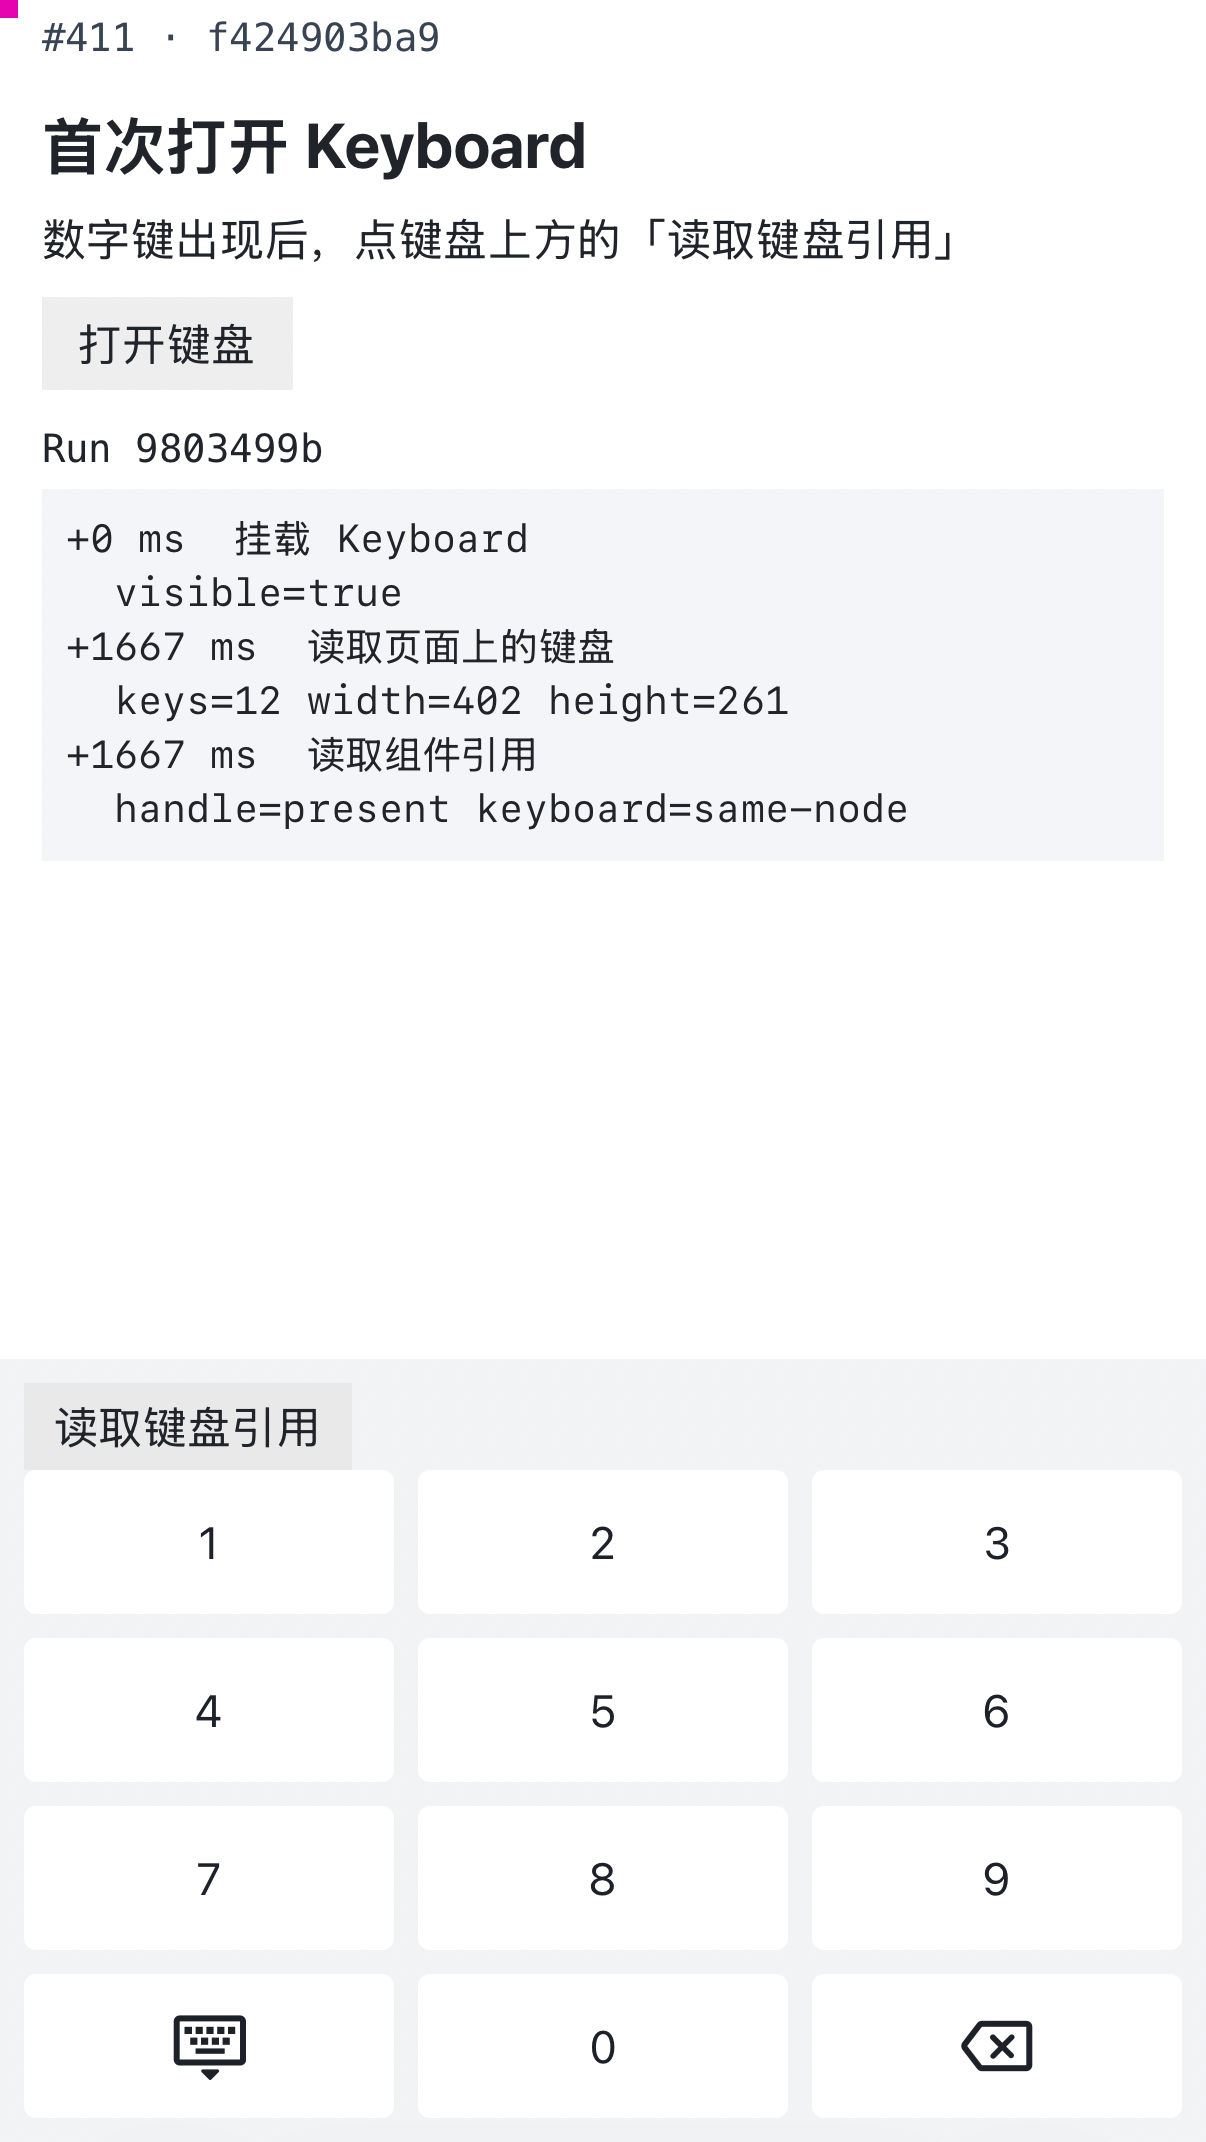 #411 · f424903ba9
首次打开 Keyboard
数字键出现后，点键盘上方的「读取键盘引用」
打开键盘
Run 9803499b
+0 ms  挂载 Keyboard
visible=true
+1667 ms  读取页面上的键盘
keys=12 width=402 height=261
+1667 ms  读取组件引用
handle=present keyboard=same-node
读取键盘引用
1 2 3
4 5 6
7 8 9
0